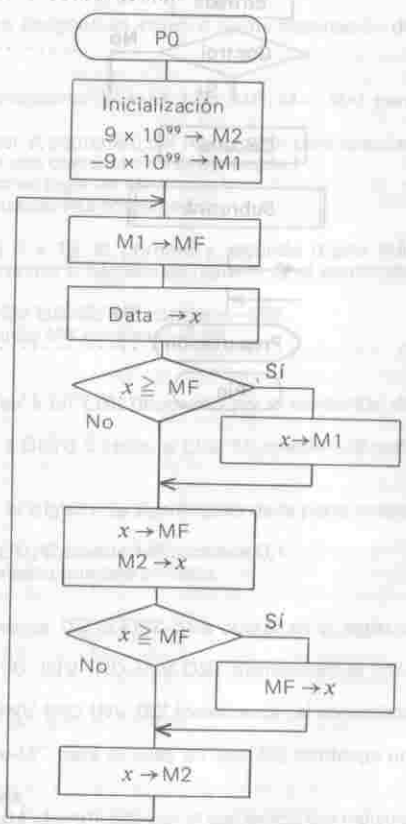 P0
Inicialización
9 × 10⁹⁹ → M2
−9 × 10⁹⁹ → M1
M1 → MF
Data → x
x ≧ MF
Sí
No
x → M1
x → MF
M2 → x
x ≧ MF
Sí
No
MF → x
x → M2